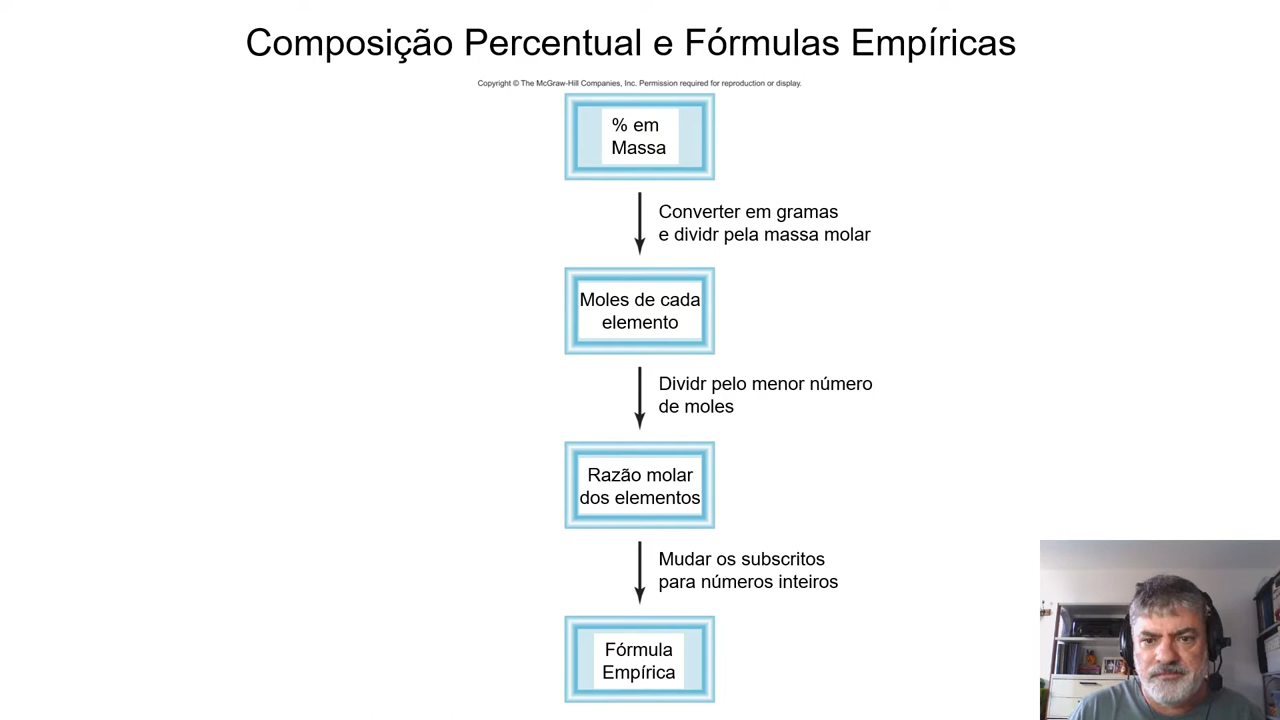 Composição Percentual e Fórmulas Empíricas
Copyright © The McGraw-Hill Companies, Inc. Permission required for reproduction or display.
% em
Massa
Converter em gramas
e dividr pela massa molar
Moles de cada
elemento
Dividr pelo menor número
de moles
Razão molar
dos elementos
Mudar os subscritos
para números inteiros
Fórmula
Empírica